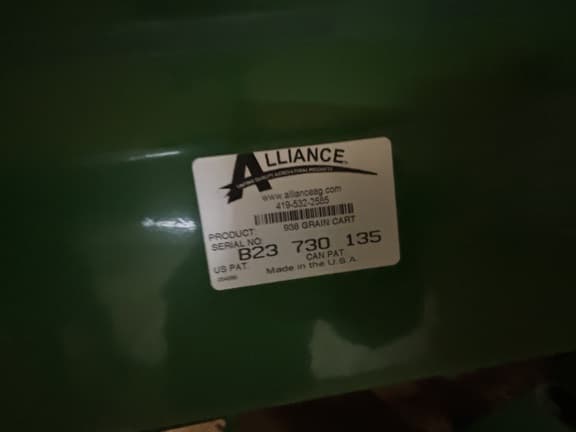 ALLIANCE
www.allianceag.com
419-532-2585
PRODUCT: 938 GRAIN CART
SERIAL NO: B23 730 135
US PAT. CAN PAT
Made in the U.S.A.